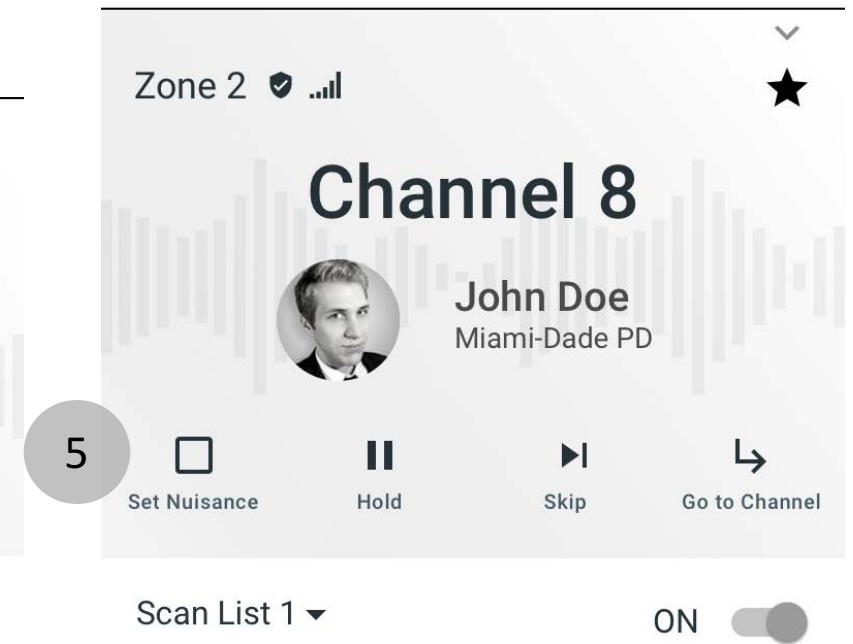 Zone 2
Channel 8
John Doe
Miami-Dade PD
5
Set Nuisance Hold Skip Go to Channel
Scan List 1 ON